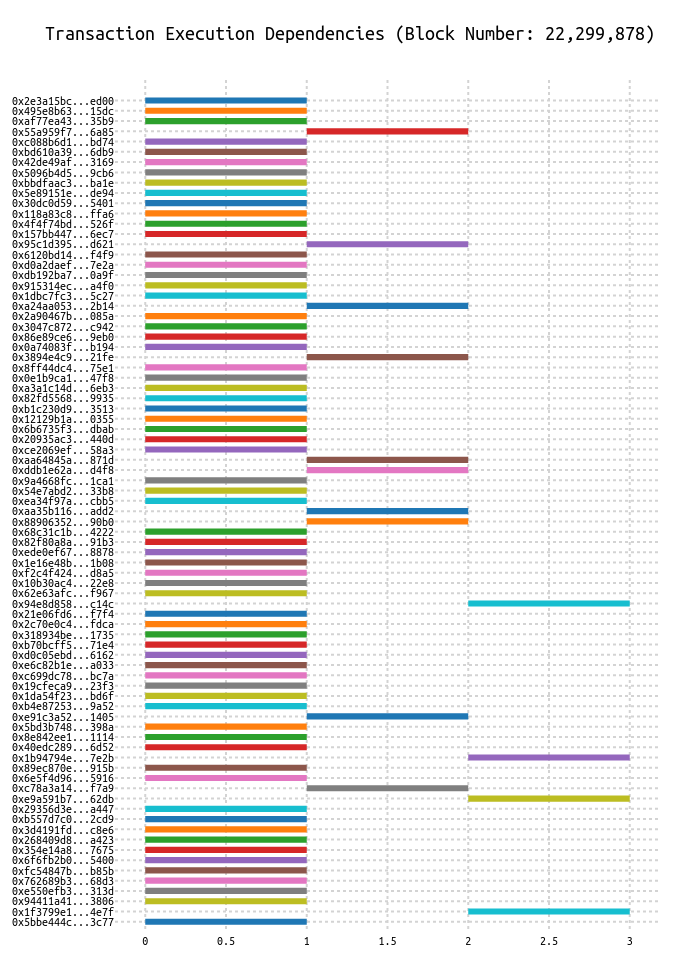 Transaction Execution Dependencies (Block Number: 22,299,878)
0x2e3a15bc...ed00
0x495e8b63...15dc
0xaf77ea43...35b9
0x55a959f7...6a85
0xc088b6d1...bd74
0xbd610a39...6db9
0x42de49af...3169
0x5096b4d5...9cb6
0xbbdfaac3...ba1e
0x5e89151e...de94
0x30dc0d59...5401
0x118a83c8...ffa6
0x4f4f74bd...526f
0x157bb447...6ec7
0x95c1d395...d621
0x6120bd14...f4f9
0xd0a2daef...7e2a
0xdb192ba7...0a9f
0x915314ec...a4f0
0x1dbc7fc3...5c27
0xa24aa053...2b14
0x2a90467b...085a
0x3047c872...c942
0x86e89ce6...9eb0
0x0a74083f...b194
0x3894e4c9...21fe
0x8ff44dc4...75e1
0x0e1b9ca1...47f8
0xa3a1c14d...6eb3
0x82fd5568...9935
0xb1c230d9...3513
0x12129b1a...0355
0x6b6735f3...dbab
0x20935ac3...440d
0xce2069ef...58a3
0xaa64845a...871d
0xddb1e62a...d4f8
0x9a4668fc...1ca1
0x54e7abd2...33b8
0xea34f97a...cbb5
0xaa35b116...add2
0x88906352...90b0
0x68c31c1b...4222
0x82f80a8a...91b3
0xede0ef67...8878
0x1e16e48b...1b08
0xf2c4f424...d8a5
0x10b30ac4...22e8
0x62e63afc...f967
0x94e8d858...c14c
0x21e06fd6...f7f4
0x2c70e0c4...fdca
0x318934be...1735
0xb70bcff5...71e4
0xd0c05ebd...6162
0xe6c82b1e...a033
0xc699dc78...bc7a
0x19cfeca9...23f3
0x1da54f23...bd6f
0xb4e87253...9a52
0xe91c3a52...1405
0x5bd3b748...398a
0x8e842ee1...1114
0x40edc289...6d52
0x1b94794e...7e2b
0x89ec870e...915b
0x6e5f4d96...5916
0xc78a3a14...f7a9
0xe9a591b7...62db
0x29356d3e...a447
0xb557d7c0...2cd9
0x3d4191fd...c8e6
0x268409d8...a423
0x354e14a8...7675
0x6f6fb2b0...5400
0xfc54847b...b85b
0x762689b3...68d3
0xe550efb3...313d
0x94411a41...3806
0x1f3799e1...4e7f
0x5bbe444c...3c77
0 0.5 1 1.5 2 2.5 3